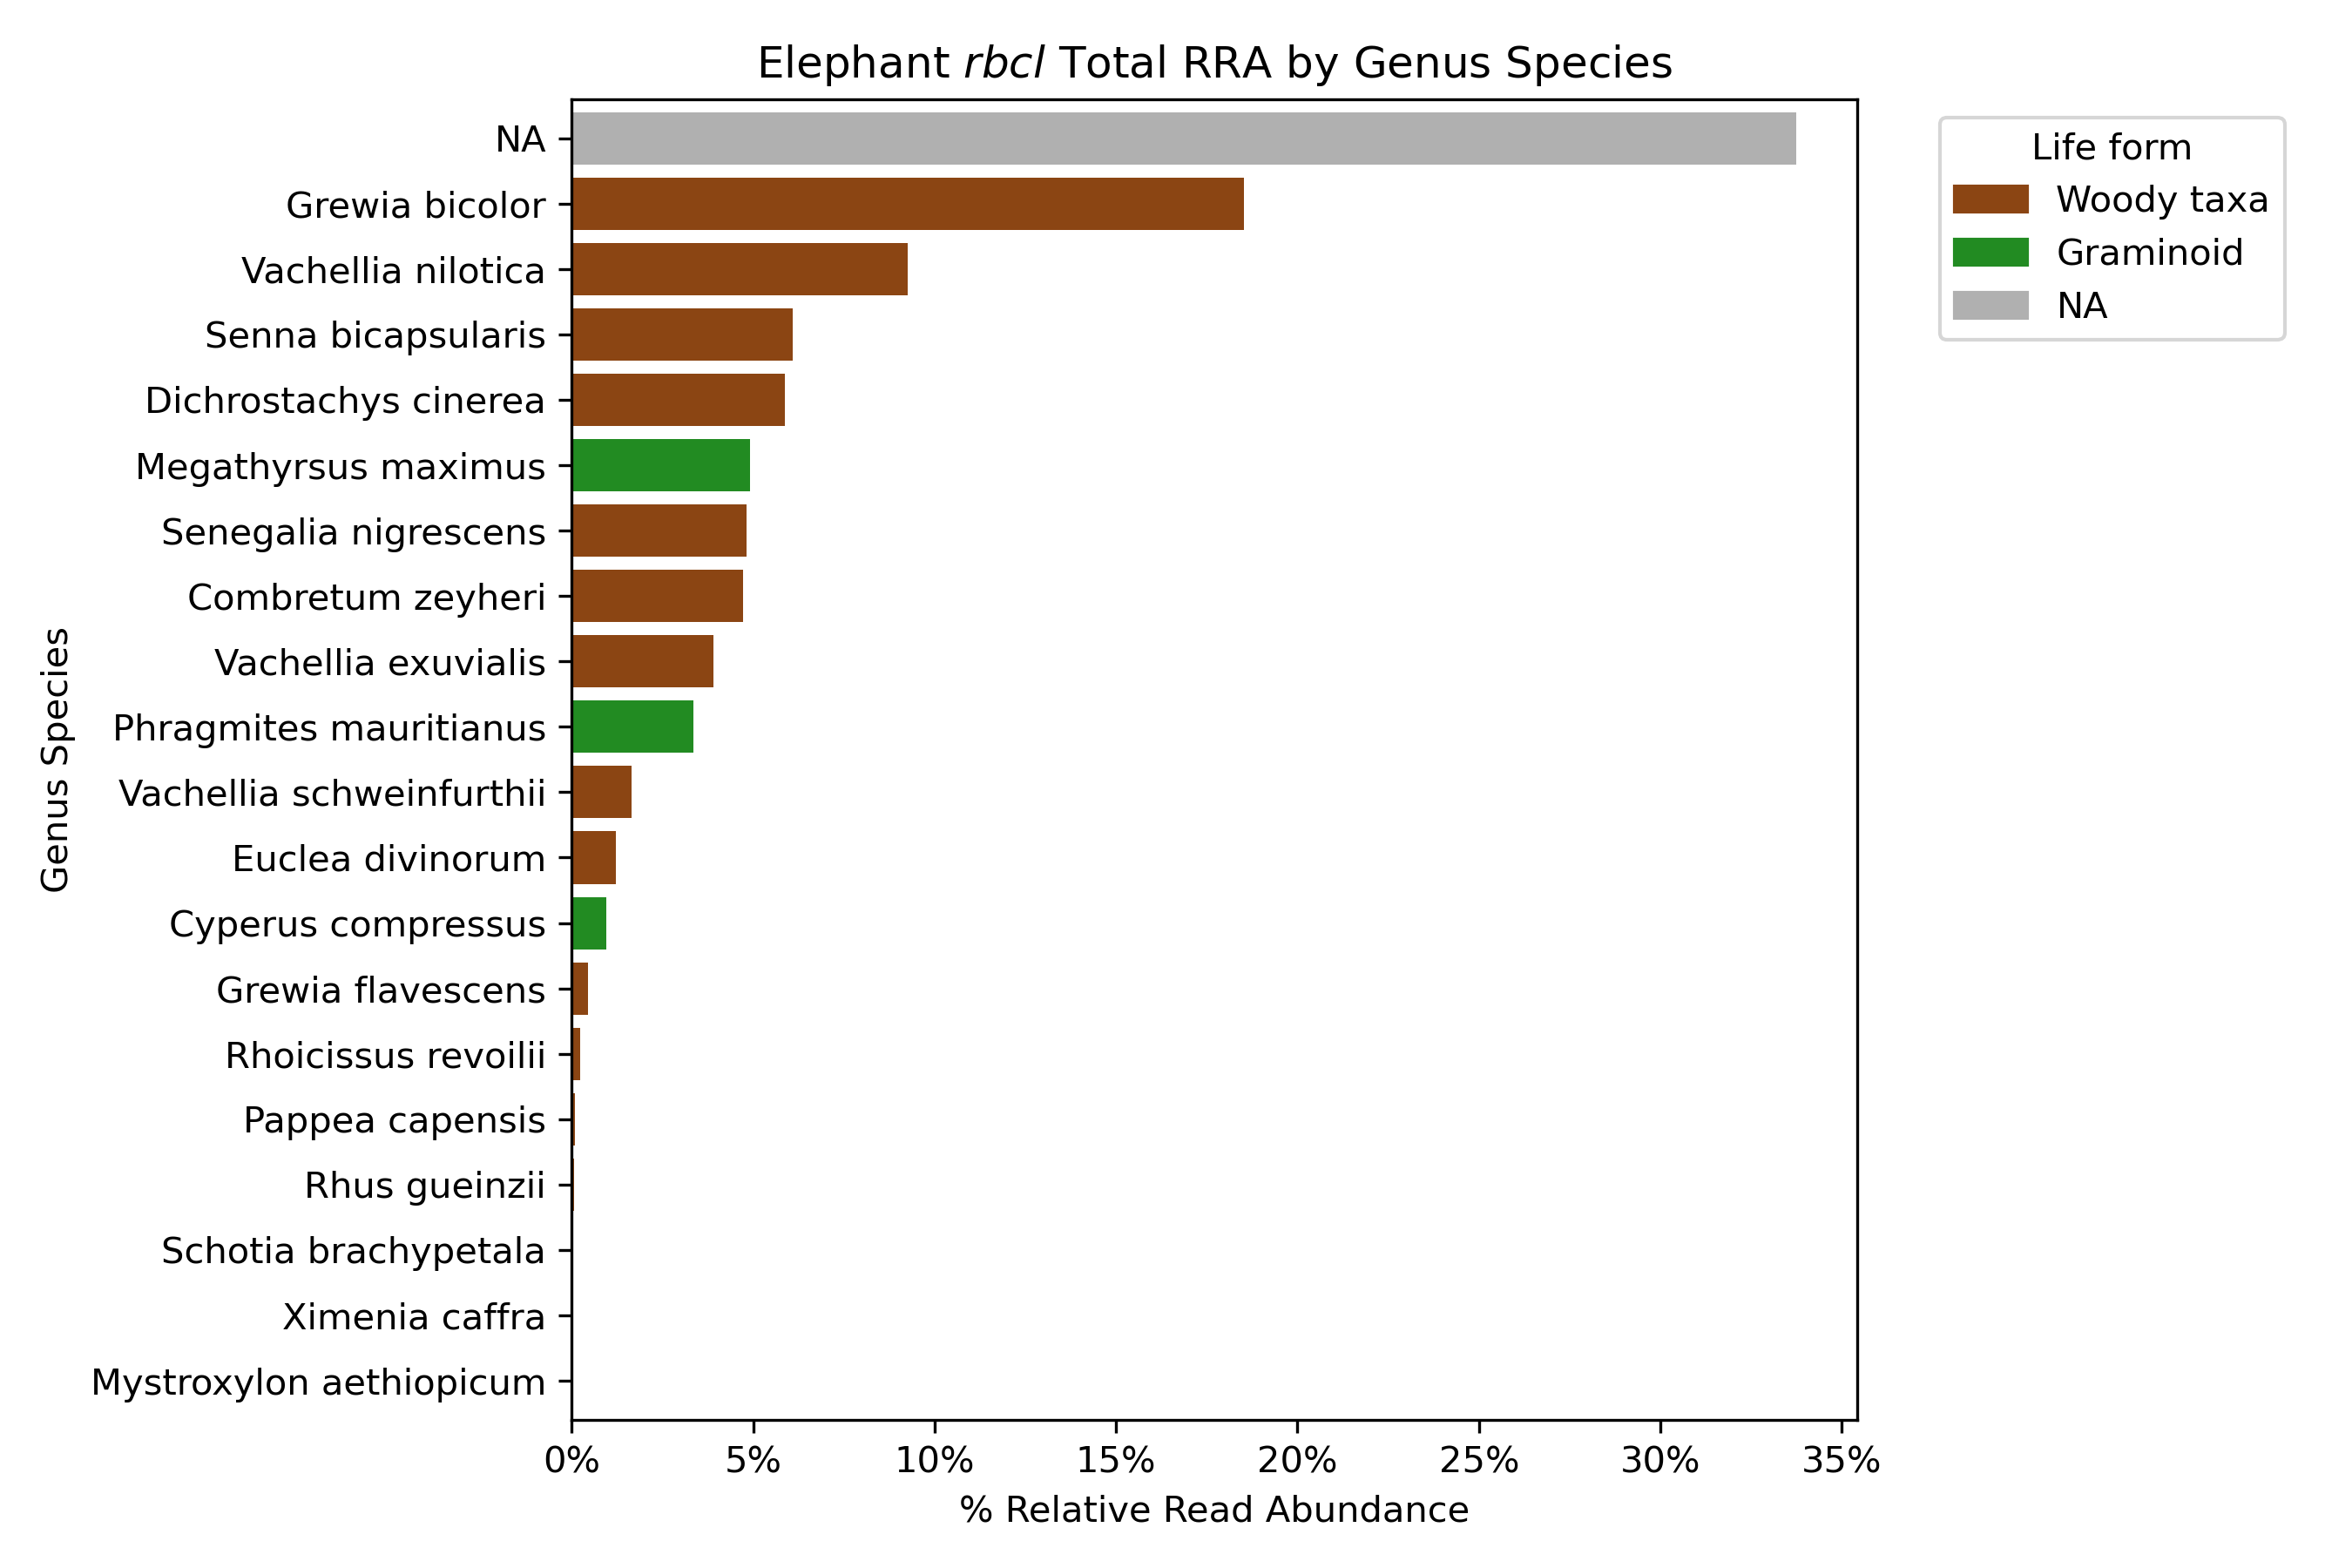 Elephant rbcl Total RRA by Genus Species
Genus Species
NA
Grewia bicolor
Vachellia nilotica
Senna bicapsularis
Dichrostachys cinerea
Megathyrsus maximus
Senegalia nigrescens
Combretum zeyheri
Vachellia exuvialis
Phragmites mauritianus
Vachellia schweinfurthii
Euclea divinorum
Cyperus compressus
Grewia flavescens
Rhoicissus revoilii
Pappea capensis
Rhus gueinzii
Schotia brachypetala
Ximenia caffra
Mystroxylon aethiopicum
0% 5% 10% 15% 20% 25% 30% 35%
% Relative Read Abundance
Life form
Woody taxa
Graminoid
NA